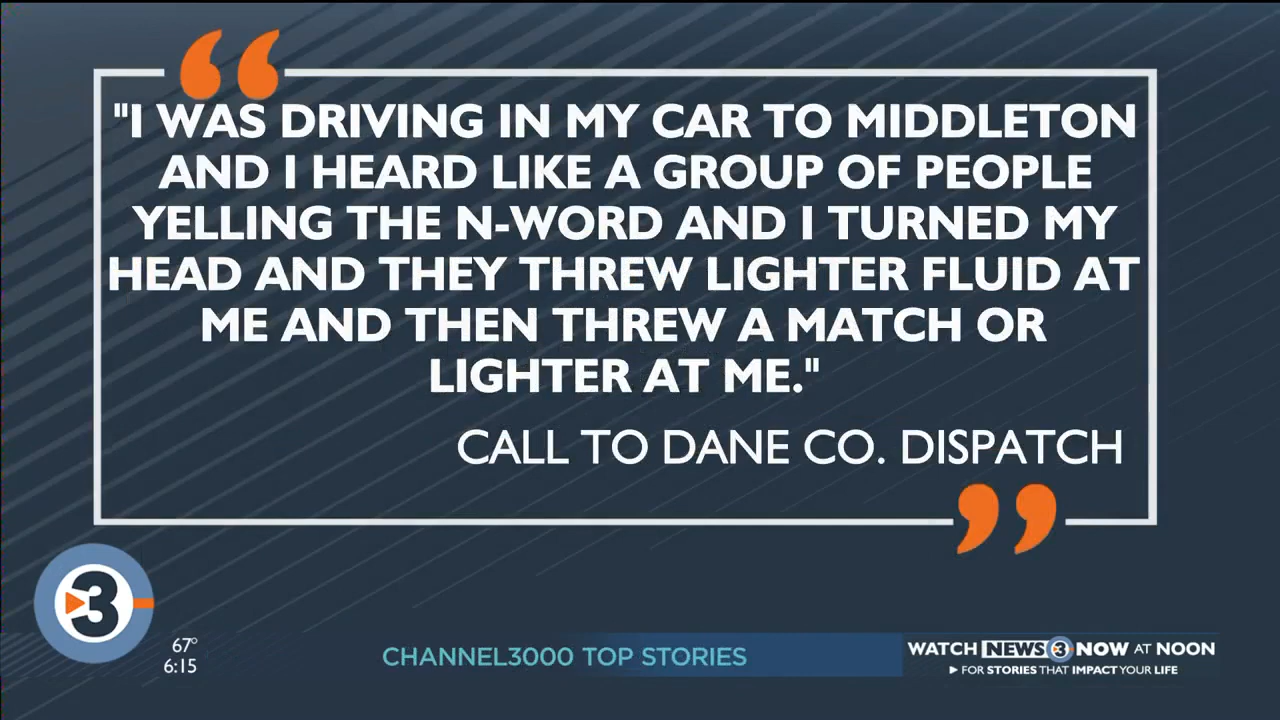 "I WAS DRIVING IN MY CAR TO MIDDLETON
AND I HEARD LIKE A GROUP OF PEOPLE
YELLING THE N-WORD AND I TURNED MY
HEAD AND THEY THREW LIGHTER FLUID AT
ME AND THEN THREW A MATCH OR
LIGHTER AT ME."
CALL TO DANE CO. DISPATCH
3
67°
6:15
CHANNEL3000 TOP STORIES
WATCH NEWS 3 NOW AT NOON
▶ FOR STORIES THAT IMPACT YOUR LIFE